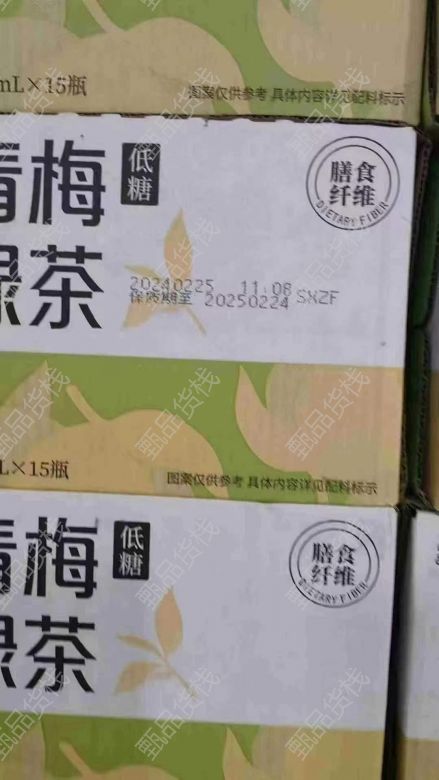 mL×15瓶
图案仅供参考 具体内容详见配料标示
青梅
绿茶
低糖
膳食
纤维
DIETARY FIBER
20240225 11:08
保质期至 20250224 SXZF
L×15瓶
图案仅供参考 具体内容详见配料标示
青梅
绿茶
低糖
膳食
纤维
DIETARY FIBER
甄品货栈